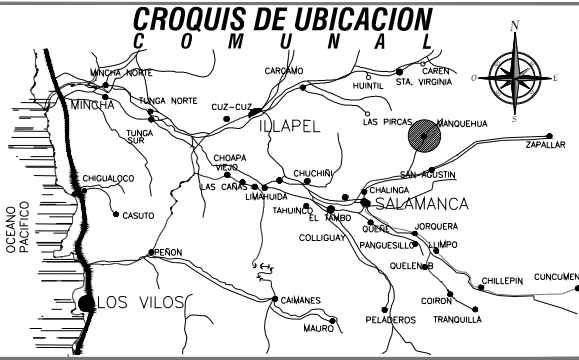 CROQUIS DE UBICACION
C O M U N A L
N
O
E
S
MINCHA NORTE
MINCHA
TUNGA NORTE
TUNGA
SUR
CUZ-CUZ
CARCAMO
ILLAPEL
HUINTIL
CAREN
STA. VIRGINIA
LAS PIRCAS
MANQUEHUA
ZAPALLAR
CHOAPA
VIEJO
CHUCHIÑI
SAN AGUSTIN
CHIGUALOCO
LAS CAÑAS
LIMAHUIDA
CHALINGA
SALAMANCA
CASUTO
TAHUINCO
EL TAMBO
COLLIGUAY
QUEÑE
JORQUERA
PANGUESILLO
LLIMPO
OCEANO
PACIFICO
PEÑON
QUELEN B
CHILLEPIN
CUNCUMEN
LOS VILOS
CAIMANES
COIRON
MAURO
PELADEROS
TRANQUILLA